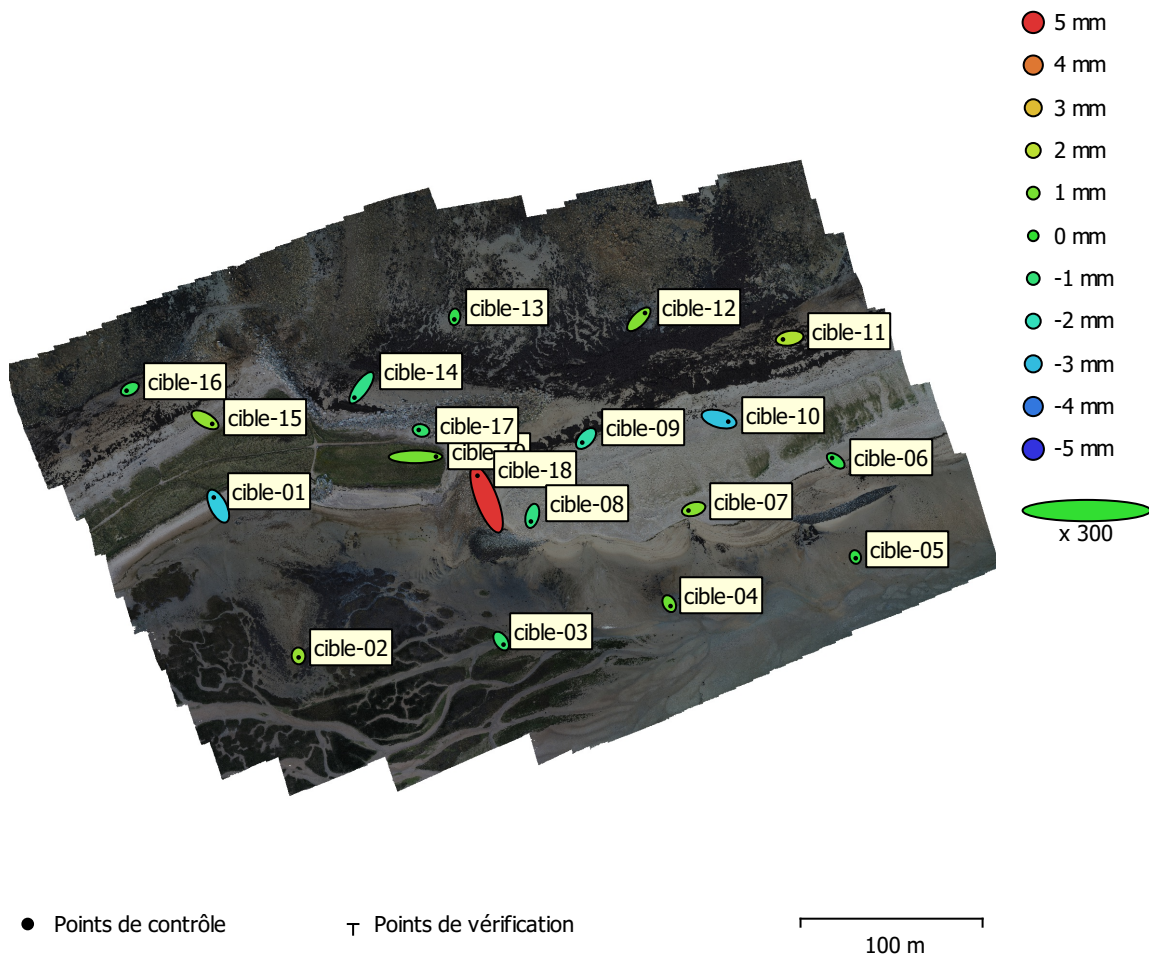 5 mm
4 mm
3 mm
2 mm
1 mm
0 mm
-1 mm
-2 mm
-3 mm
-4 mm
-5 mm
x 300
cible-13
cible-12
cible-11
cible-14
cible-16
cible-15
cible-17
cible-09
cible-10
cible-18
cible-06
cible-01
cible-08
cible-07
cible-05
cible-04
cible-03
cible-02
Points de contrôle
Points de vérification
100 m